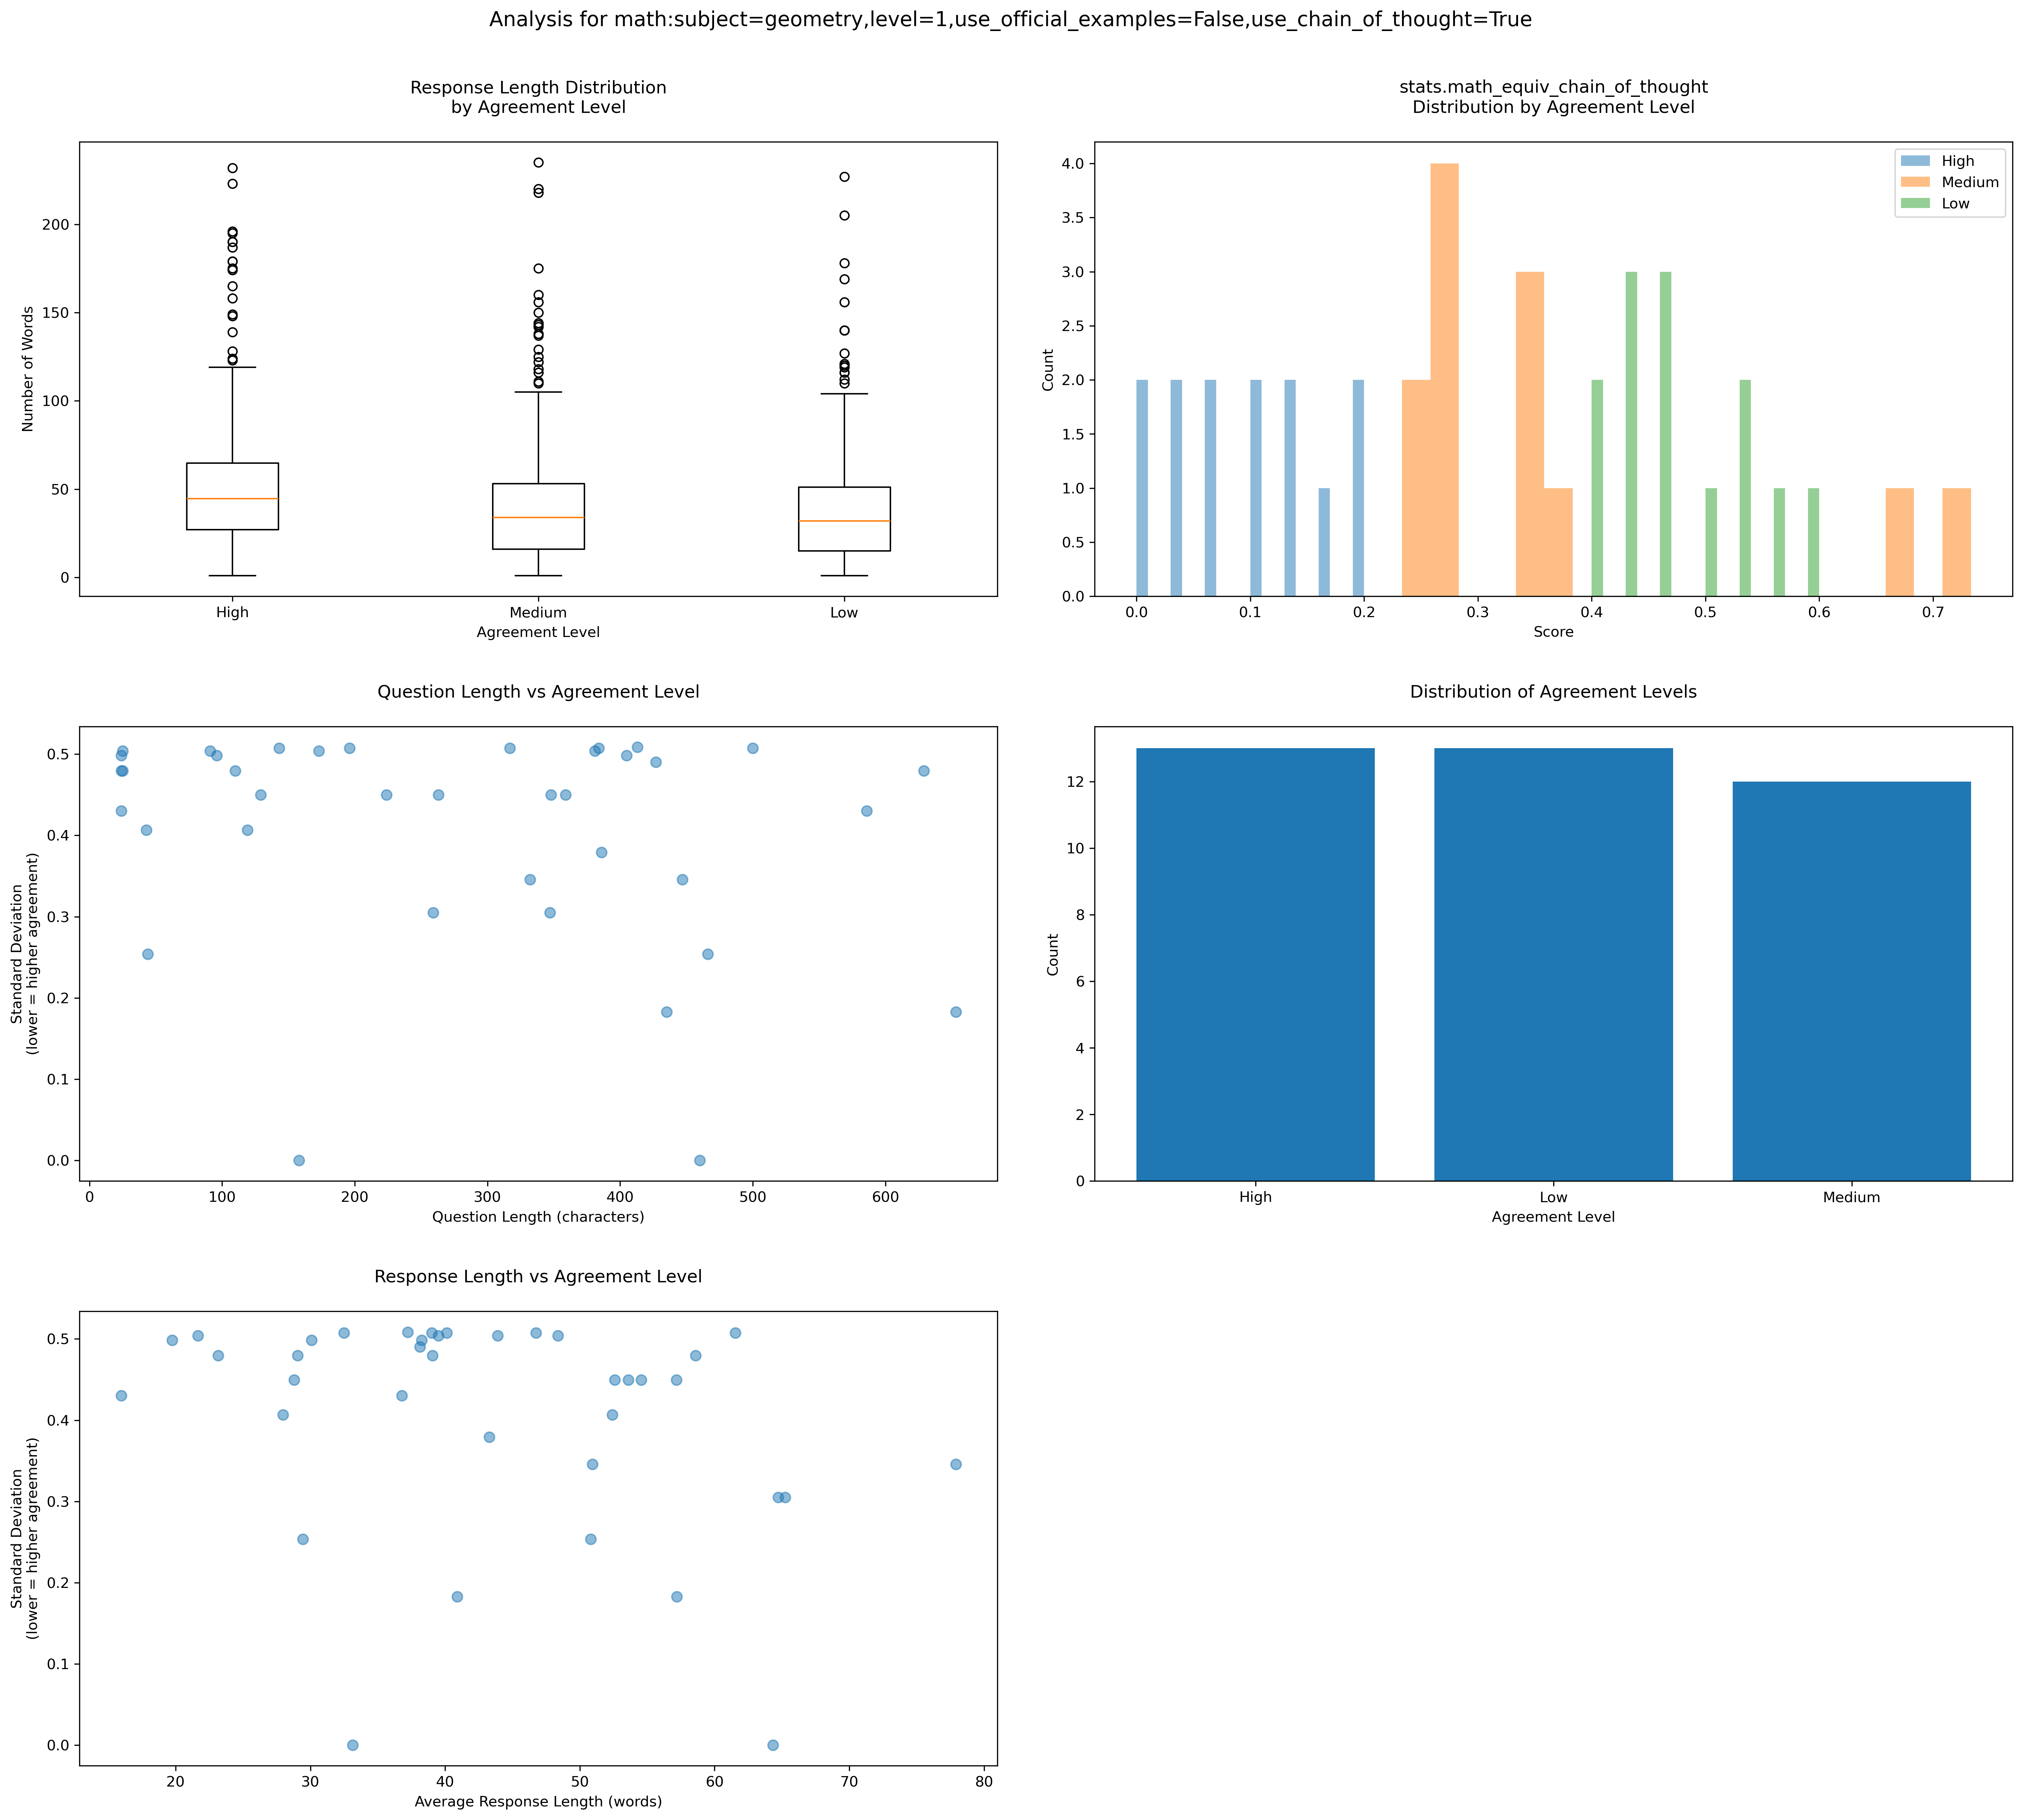 Analysis for math:subject=geometry,level=1,use_official_examples=False,use_chain_of_thought=True
Response Length Distribution
by Agreement Level
Number of Words
200
150
100
50
0
High
Medium
Low
Agreement Level
stats.math_equiv_chain_of_thought
Distribution by Agreement Level
High
Medium
Low
Count
4.0
3.5
3.0
2.5
2.0
1.5
1.0
0.5
0.0
0.0
0.1
0.2
0.3
0.4
0.5
0.6
0.7
Score
Question Length vs Agreement Level
Standard Deviation
(lower = higher agreement)
0.5
0.4
0.3
0.2
0.1
0.0
0
100
200
300
400
500
600
Question Length (characters)
Distribution of Agreement Levels
Count
12
10
8
6
4
2
0
High
Low
Medium
Agreement Level
Response Length vs Agreement Level
Standard Deviation
(lower = higher agreement)
0.5
0.4
0.3
0.2
0.1
0.0
20
30
40
50
60
70
80
Average Response Length (words)